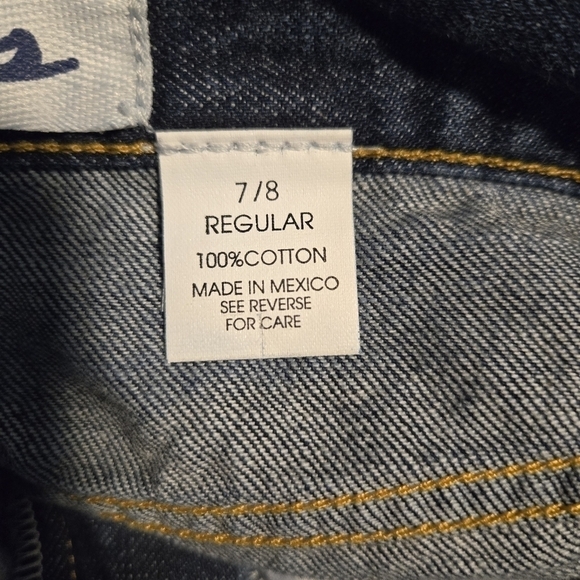 7/8
REGULAR
100%COTTON
MADE IN MEXICO
SEE REVERSE
FOR CARE